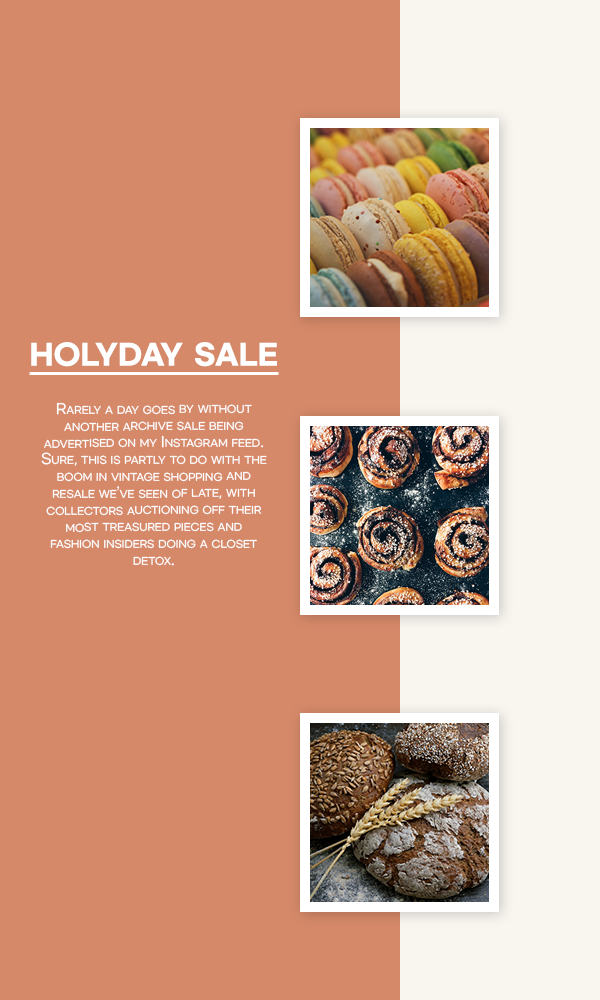 HOLYDAY SALE
Rarely a day goes by without
another archive sale being
advertised on my Instagram feed.
Sure, this is partly to do with the
boom in vintage shopping and
resale we've seen of late, with
collectors auctioning off their
most treasured pieces and
fashion insiders doing a closet
detox.